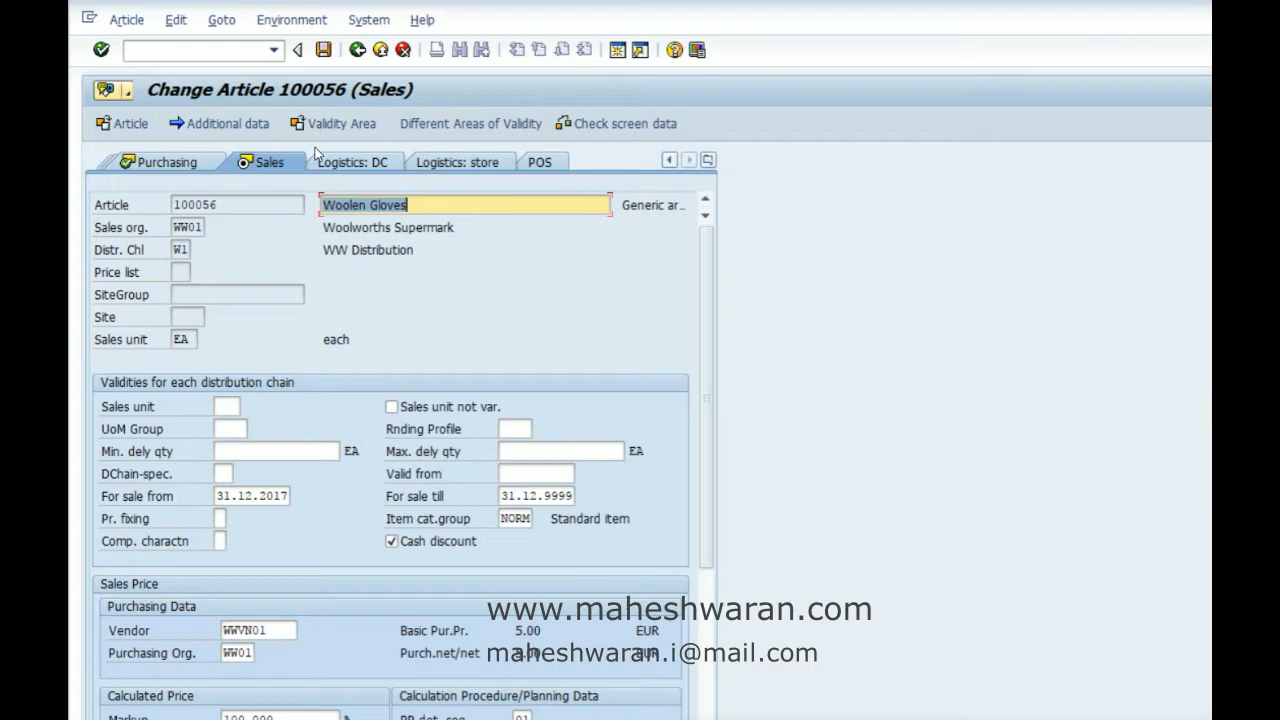 Article Edit Goto Environment System Help
Change Article 100056 (Sales)
Article Additional data Validity Area Different Areas of Validity Check screen data
Purchasing Sales Logistics: DC Logistics: store POS
Article 100056 Woolen Gloves Generic ar...
Sales org. WW01 Woolworths Supermark
Distr. Chl W1 WW Distribution
Price list
SiteGroup
Site
Sales unit EA each
Validities for each distribution chain
Sales unit Sales unit not var.
UoM Group Rnding Profile
Min. dely qty EA Max. dely qty EA
DChain-spec. Valid from
For sale from 31.12.2017 For sale till 31.12.9999
Pr. fixing Item cat.group NORM Standard item
Comp. charactn Cash discount
Sales Price
Purchasing Data
www.maheshwaran.com
Vendor WWVN01 Basic Pur.Pr. 5.00 EUR
Purchasing Org. WW01 Purch.net/net
maheshwaran.i@mail.com
Calculated Price Calculation Procedure/Planning Data
Markup 100.000 %